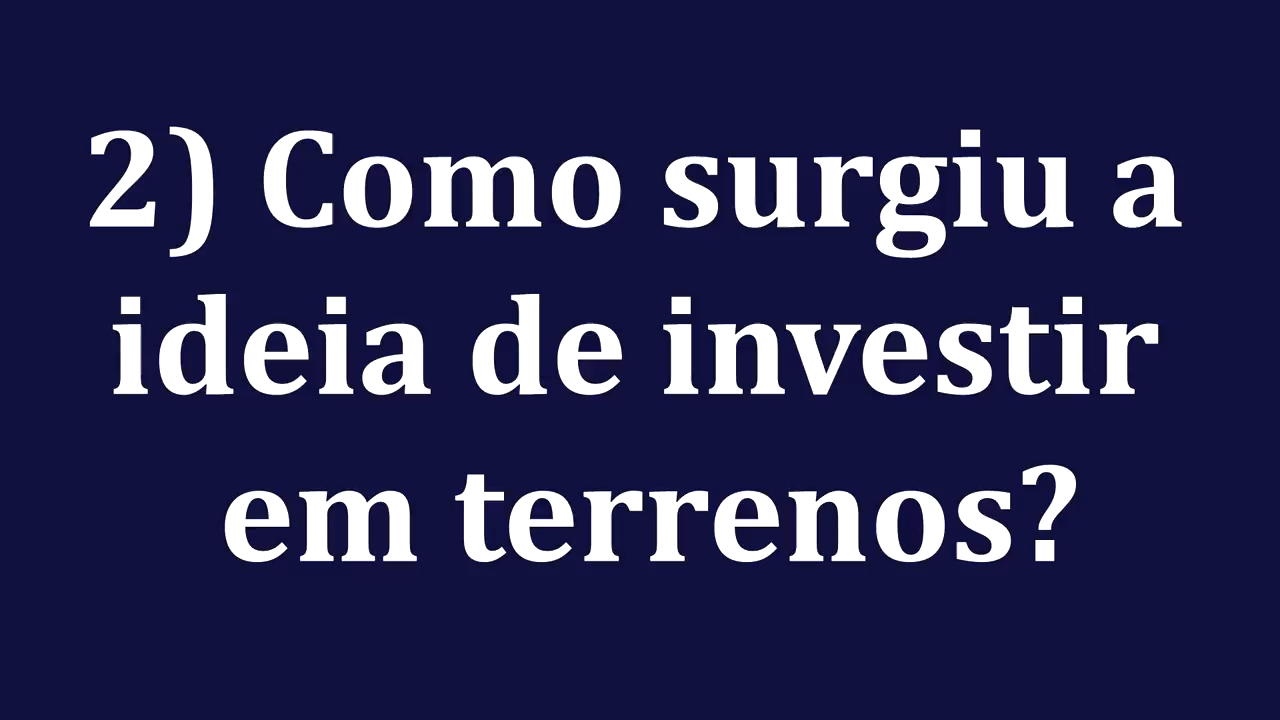 2) Como surgiu a
ideia de investir
em terrenos?